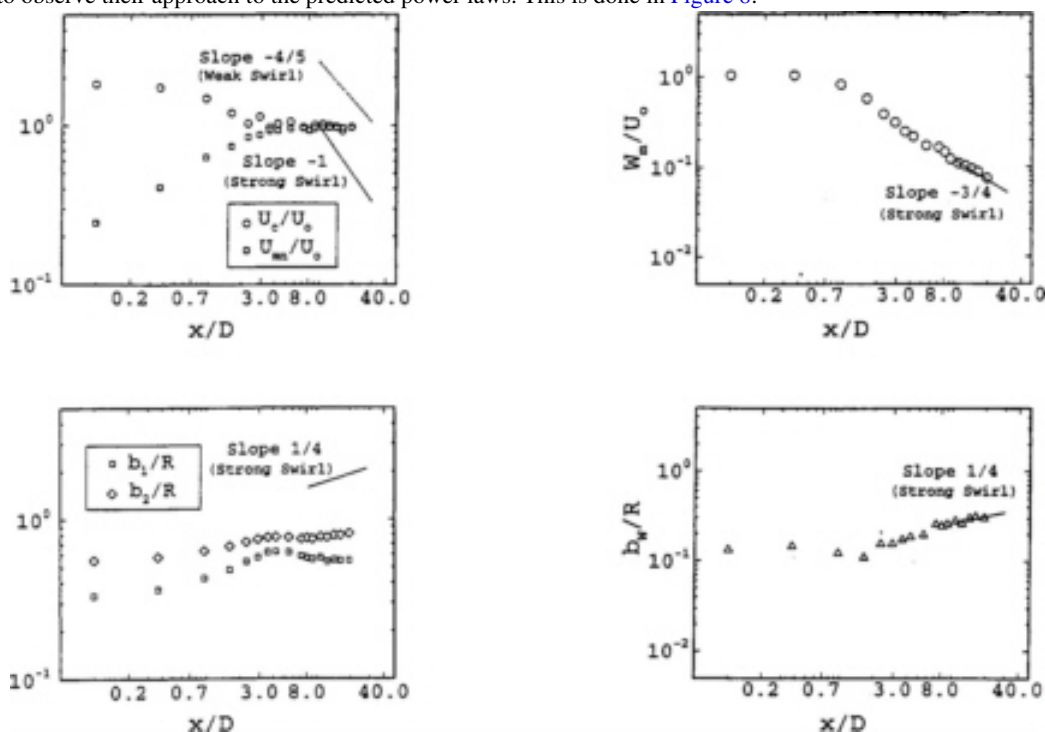 to observe their approach to the predicted power laws. This is done in Figure 8.
Slope -4/5
(Weak Swirl)
10^0
Slope -1
(Strong Swirl)
U_c/U_o
U_mn/U_o
10^-1
0.2 0.7 3.0 8.0 40.0
x/D
W_m/U_o
10^0
10^-1
Slope -3/4
(Strong Swirl)
10^-2
0.2 0.7 3.0 8.0 40.0
x/D
b_1/R
b_2/R
Slope 1/4
(Strong Swirl)
10^0
10^-1
0.2 0.7 3.0 8.0 40.0
x/D
b_w/R
10^0
Slope 1/4
(Strong Swirl)
10^-1
10^-2
0.2 0.7 3.0 8.0 40.0
x/D